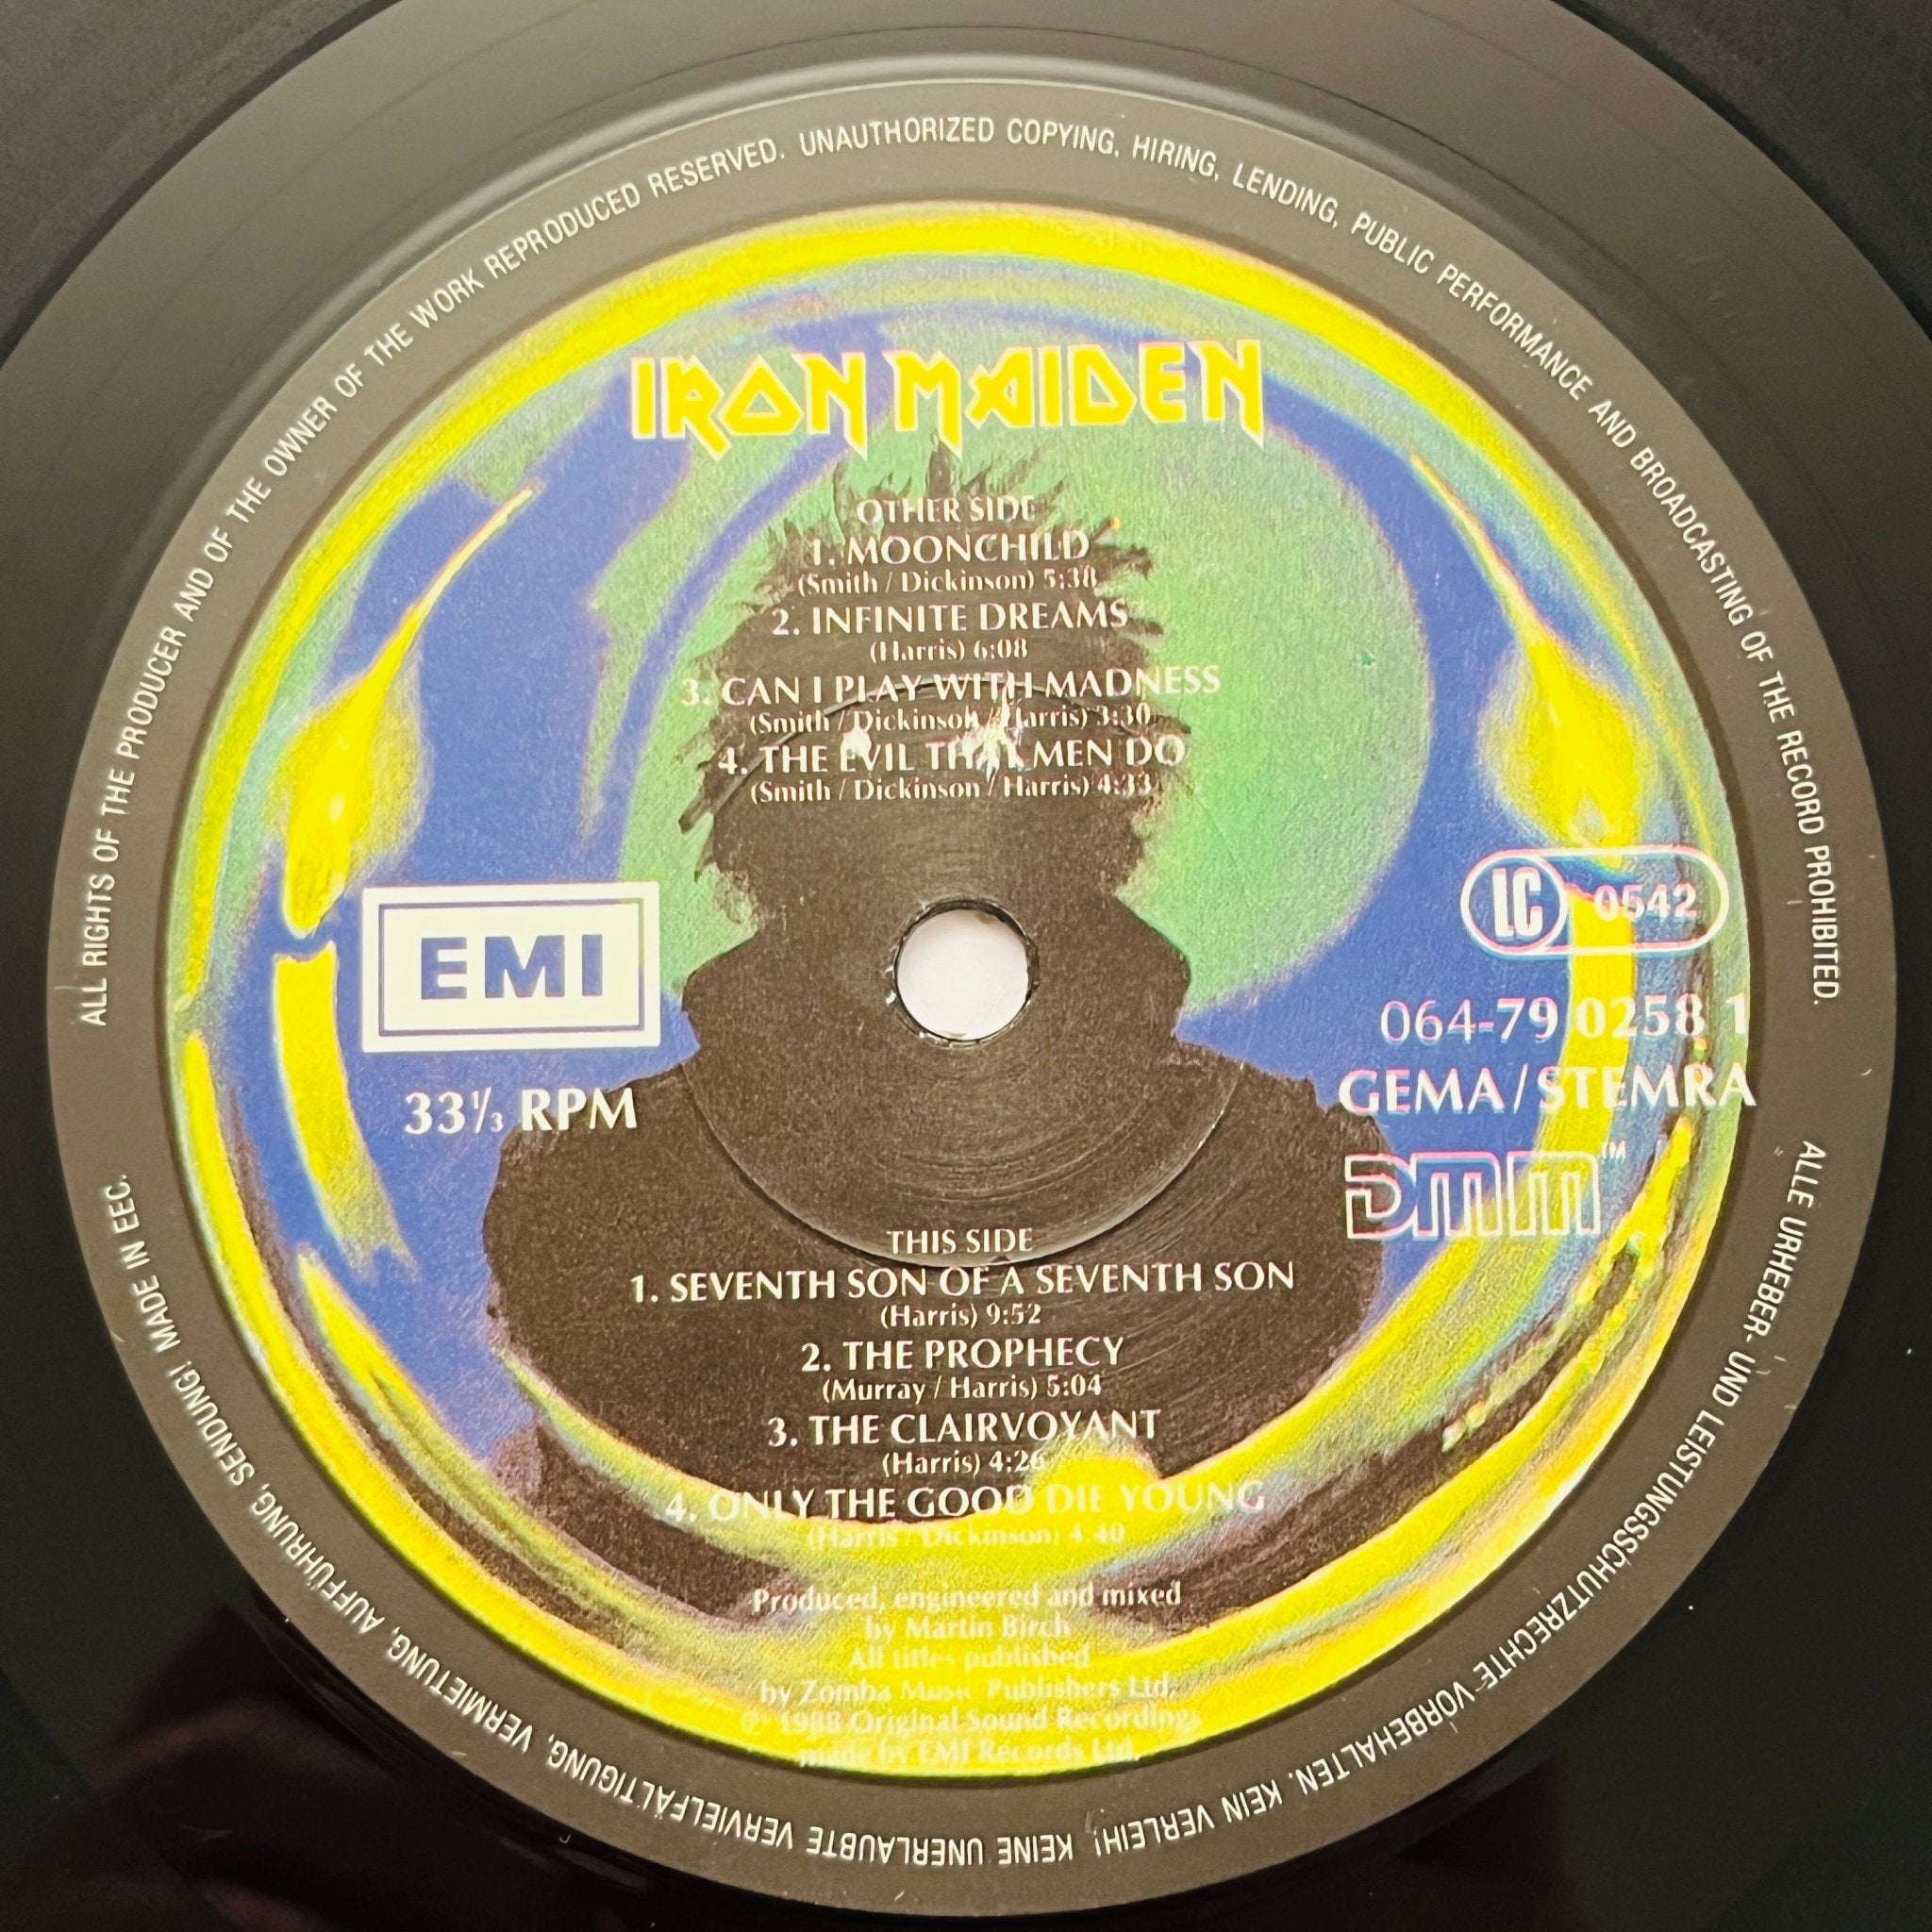 ALL RIGHTS OF THE PRODUCER AND OF THE OWNER OF THE WORK REPRODUCED RESERVED. UNAUTHORIZED COPYING, HIRING, LENDING, PUBLIC PERFORMANCE AND BROADCASTING OF THE RECORD PROHIBITED.
IRON MAIDEN
OTHER SIDE
1. MOONCHILD
(Smith / Dickinson) 5:38
2. INFINITE DREAMS
(Harris) 6:08
3. CAN I PLAY WITH MADNESS
(Smith / Dickinson / Harris) 3:30
4. THE EVIL THAT MEN DO
(Smith / Dickinson / Harris) 4:33
EMI
33⅓ RPM
LC 0542
064-79 0258 1
GEMA/STEMRA
DMM™
THIS SIDE
1. SEVENTH SON OF A SEVENTH SON
(Harris) 9:52
2. THE PROPHECY
(Murray / Harris) 5:04
3. THE CLAIRVOYANT
(Harris) 4:26
4. ONLY THE GOOD DIE YOUNG
(Harris / Dickinson) 4.40
Produced, engineered and mixed
by Martin Birch
All titles published
by Zomba Music Publishers Ltd.
℗ 1988 Original Sound Recordings
made by EMI Records Ltd.
ALLE URHEBER- UND LEISTUNGSSCHUTZRECHTE VORBEHALTEN. KEIN VERLEIH! KEINE UNERLAUBTE VERVIELFÄLTIGUNG, VERMIETUNG, AUFFÜHRUNG, SENDUNG! MADE IN EEC.